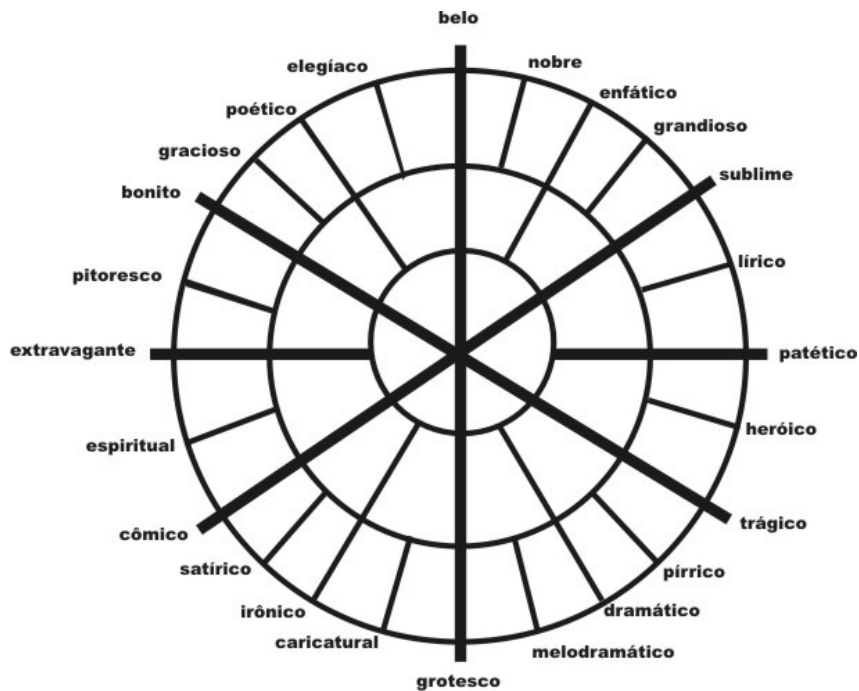 belo
nobre
enfático
grandioso
sublime
lírico
patético
heróico
trágico
pírrico
dramático
melodramático
grotesco
caricatural
irônico
satírico
cômico
espiritual
extravagante
pitoresco
bonito
gracioso
poético
elegíaco